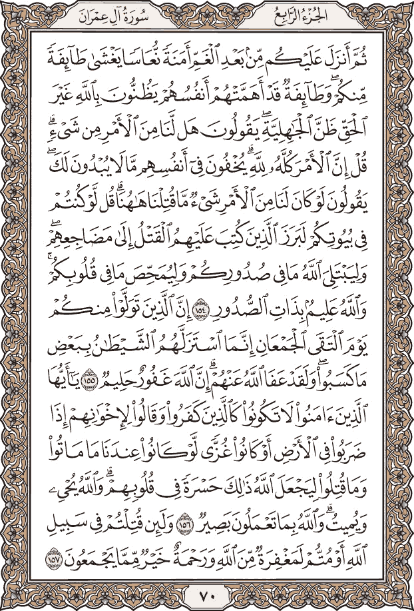 الجزء الرابع
سورة آل عمران
ثُمَّ أَنزَلَ عَلَيْكُم مِّنۢ بَعْدِ ٱلْغَمِّ أَمَنَةً نُّعَاسًا يَغْشَىٰ طَآئِفَةً
مِّنكُمْ ۖ وَطَآئِفَةٌ قَدْ أَهَمَّتْهُمْ أَنفُسُهُمْ يَظُنُّونَ بِٱللَّهِ غَيْرَ
ٱلْحَقِّ ظَنَّ ٱلْجَٰهِلِيَّةِ ۖ يَقُولُونَ هَل لَّنَا مِنَ ٱلْأَمْرِ مِن شَىْءٍ ۗ
قُلْ إِنَّ ٱلْأَمْرَ كُلَّهُۥ لِلَّهِ ۗ يُخْفُونَ فِىٓ أَنفُسِهِم مَّا لَا يُبْدُونَ لَكَ ۖ
يَقُولُونَ لَوْ كَانَ لَنَا مِنَ ٱلْأَمْرِ شَىْءٌ مَّا قُتِلْنَا هَٰهُنَا ۗ قُل لَّوْ كُنتُمْ
فِى بُيُوتِكُمْ لَبَرَزَ ٱلَّذِينَ كُتِبَ عَلَيْهِمُ ٱلْقَتْلُ إِلَىٰ مَضَاجِعِهِمْ ۖ
وَلِيَبْتَلِىَ ٱللَّهُ مَا فِى صُدُورِكُمْ وَلِيُمَحِّصَ مَا فِى قُلُوبِكُمْ ۗ
وَٱللَّهُ عَلِيمٌۢ بِذَاتِ ٱلصُّدُورِ ١٥٤ إِنَّ ٱلَّذِينَ تَوَلَّوْا۟ مِنكُمْ
يَوْمَ ٱلْتَقَى ٱلْجَمْعَانِ إِنَّمَا ٱسْتَزَلَّهُمُ ٱلشَّيْطَٰنُ بِبَعْضِ
مَا كَسَبُوا۟ ۖ وَلَقَدْ عَفَا ٱللَّهُ عَنْهُمْ ۗ إِنَّ ٱللَّهَ غَفُورٌ حَلِيمٌ ١٥٥ يَٰٓأَيُّهَا
ٱلَّذِينَ ءَامَنُوا۟ لَا تَكُونُوا۟ كَٱلَّذِينَ كَفَرُوا۟ وَقَالُوا۟ لِإِخْوَٰنِهِمْ إِذَا
ضَرَبُوا۟ فِى ٱلْأَرْضِ أَوْ كَانُوا۟ غُزًّى لَّوْ كَانُوا۟ عِندَنَا مَا مَاتُوا۟
وَمَا قُتِلُوا۟ لِيَجْعَلَ ٱللَّهُ ذَٰلِكَ حَسْرَةً فِى قُلُوبِهِمْ ۗ وَٱللَّهُ يُحْىِۦ
وَيُمِيتُ ۗ وَٱللَّهُ بِمَا تَعْمَلُونَ بَصِيرٌ ١٥٦ وَلَئِن قُتِلْتُمْ فِى سَبِيلِ
ٱللَّهِ أَوْ مُتُّمْ لَمَغْفِرَةٌ مِّنَ ٱللَّهِ وَرَحْمَةٌ خَيْرٌ مِّمَّا يَجْمَعُونَ ١٥٧
٧٠